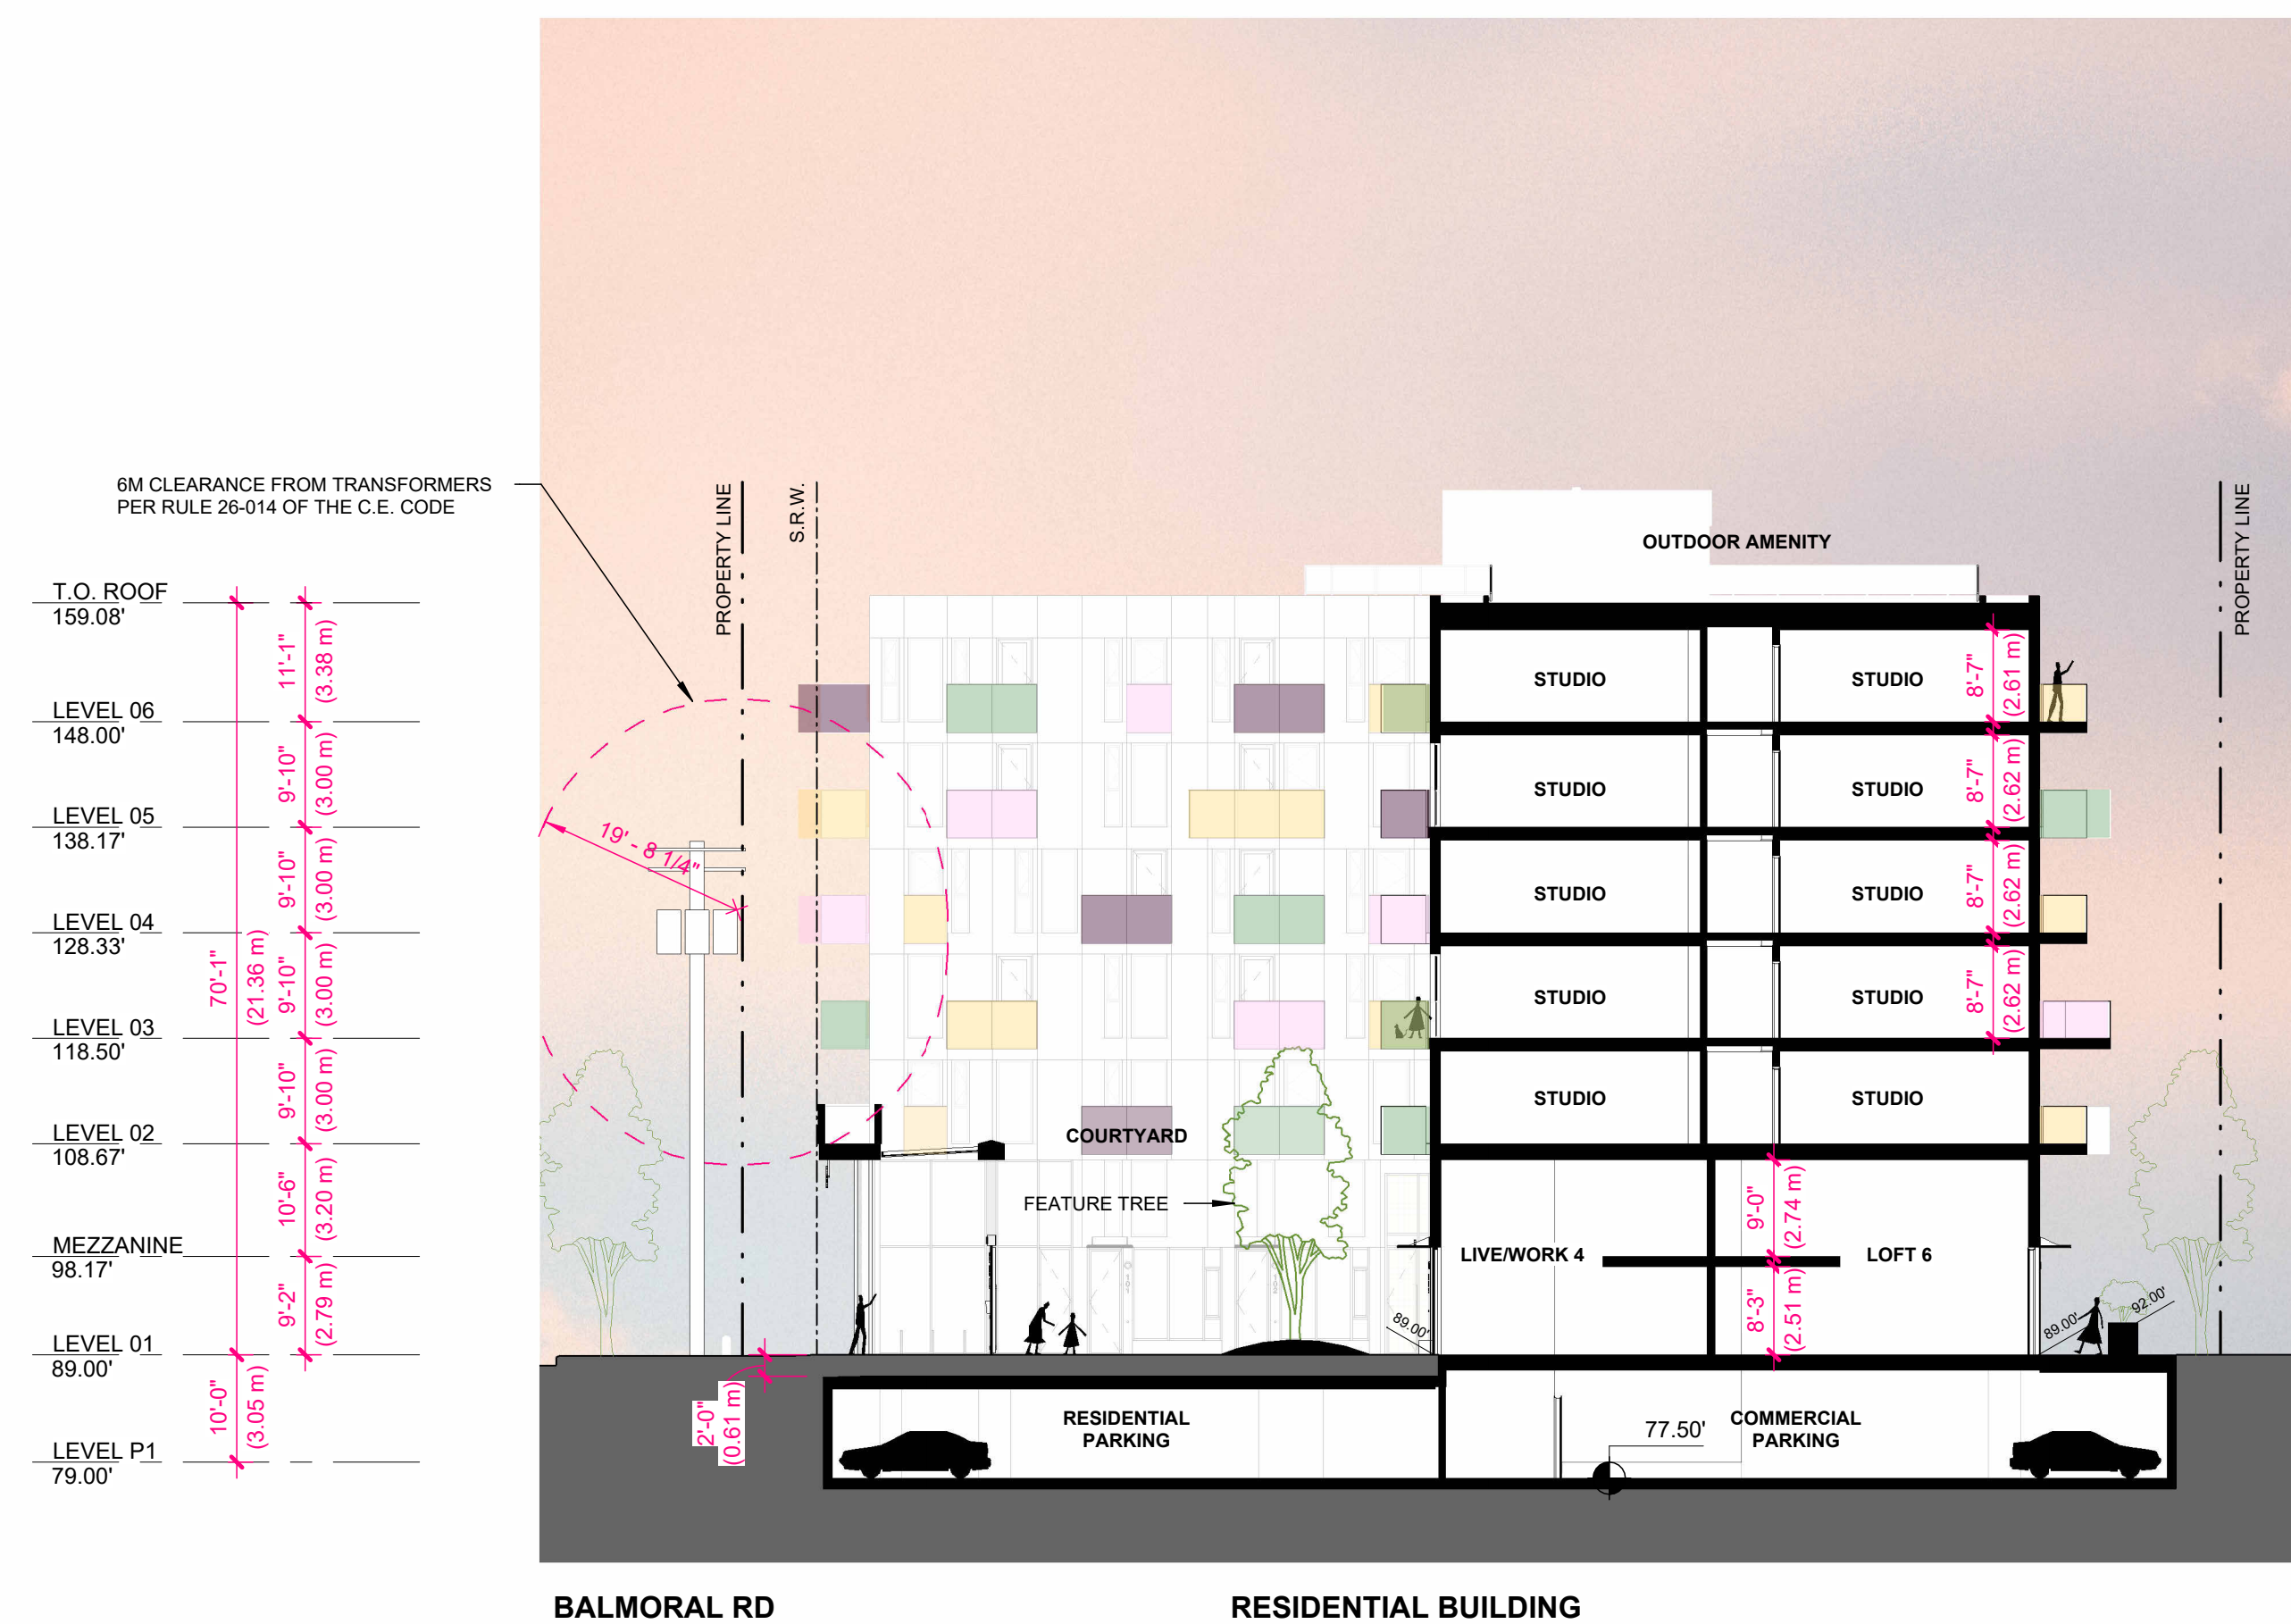 6M CLEARANCE FROM TRANSFORMERS
PER RULE 26-014 OF THE C.E. CODE
PROPERTY LINE
S.R.W.
PROPERTY LINE
OUTDOOR AMENITY
T.O. ROOF
159.08'
LEVEL 06
148.00'
LEVEL 05
138.17'
LEVEL 04
128.33'
LEVEL 03
118.50'
LEVEL 02
108.67'
MEZZANINE
98.17'
LEVEL 01
89.00'
LEVEL P1
79.00'
70'-1"
(21.36 m)
10'-0"
(3.05 m)
11'-1"
(3.38 m)
9'-10"
(3.00 m)
9'-10"
(3.00 m)
9'-10"
(3.00 m)
9'-10"
(3.00 m)
10'-6"
(3.20 m)
9'-2"
(2.79 m)
19' - 8 1/4"
2'-0"
(0.61 m)
STUDIO
STUDIO
8'-7"
(2.61 m)
STUDIO
STUDIO
8'-7"
(2.62 m)
STUDIO
STUDIO
8'-7"
(2.62 m)
STUDIO
STUDIO
8'-7"
(2.62 m)
STUDIO
STUDIO
COURTYARD
FEATURE TREE
LIVE/WORK 4
LOFT 6
9'-0"
(2.74 m)
8'-3"
(2.51 m)
89.00'
89.00'
92.00'
RESIDENTIAL
PARKING
77.50'
COMMERCIAL
PARKING
BALMORAL RD
RESIDENTIAL BUILDING